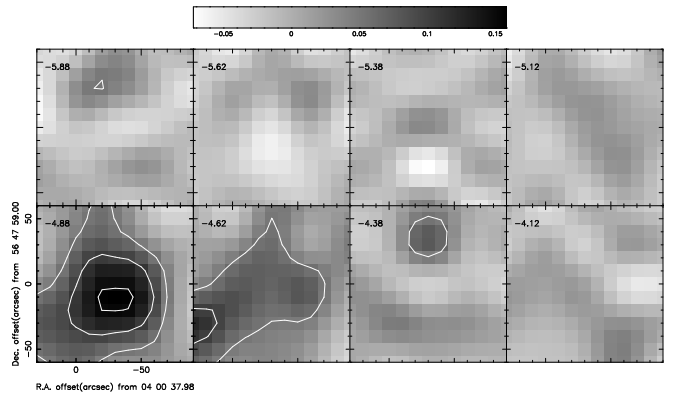 -0.05 0 0.05 0.1 0.15
-5.88 -5.62 -5.38 -5.12
-4.88 -4.62 -4.38 -4.12
Dec. offset(arcsec) from 56 47 59.00
50
0
-50
0 -50
R.A. offset(arcsec) from 04 00 37.98